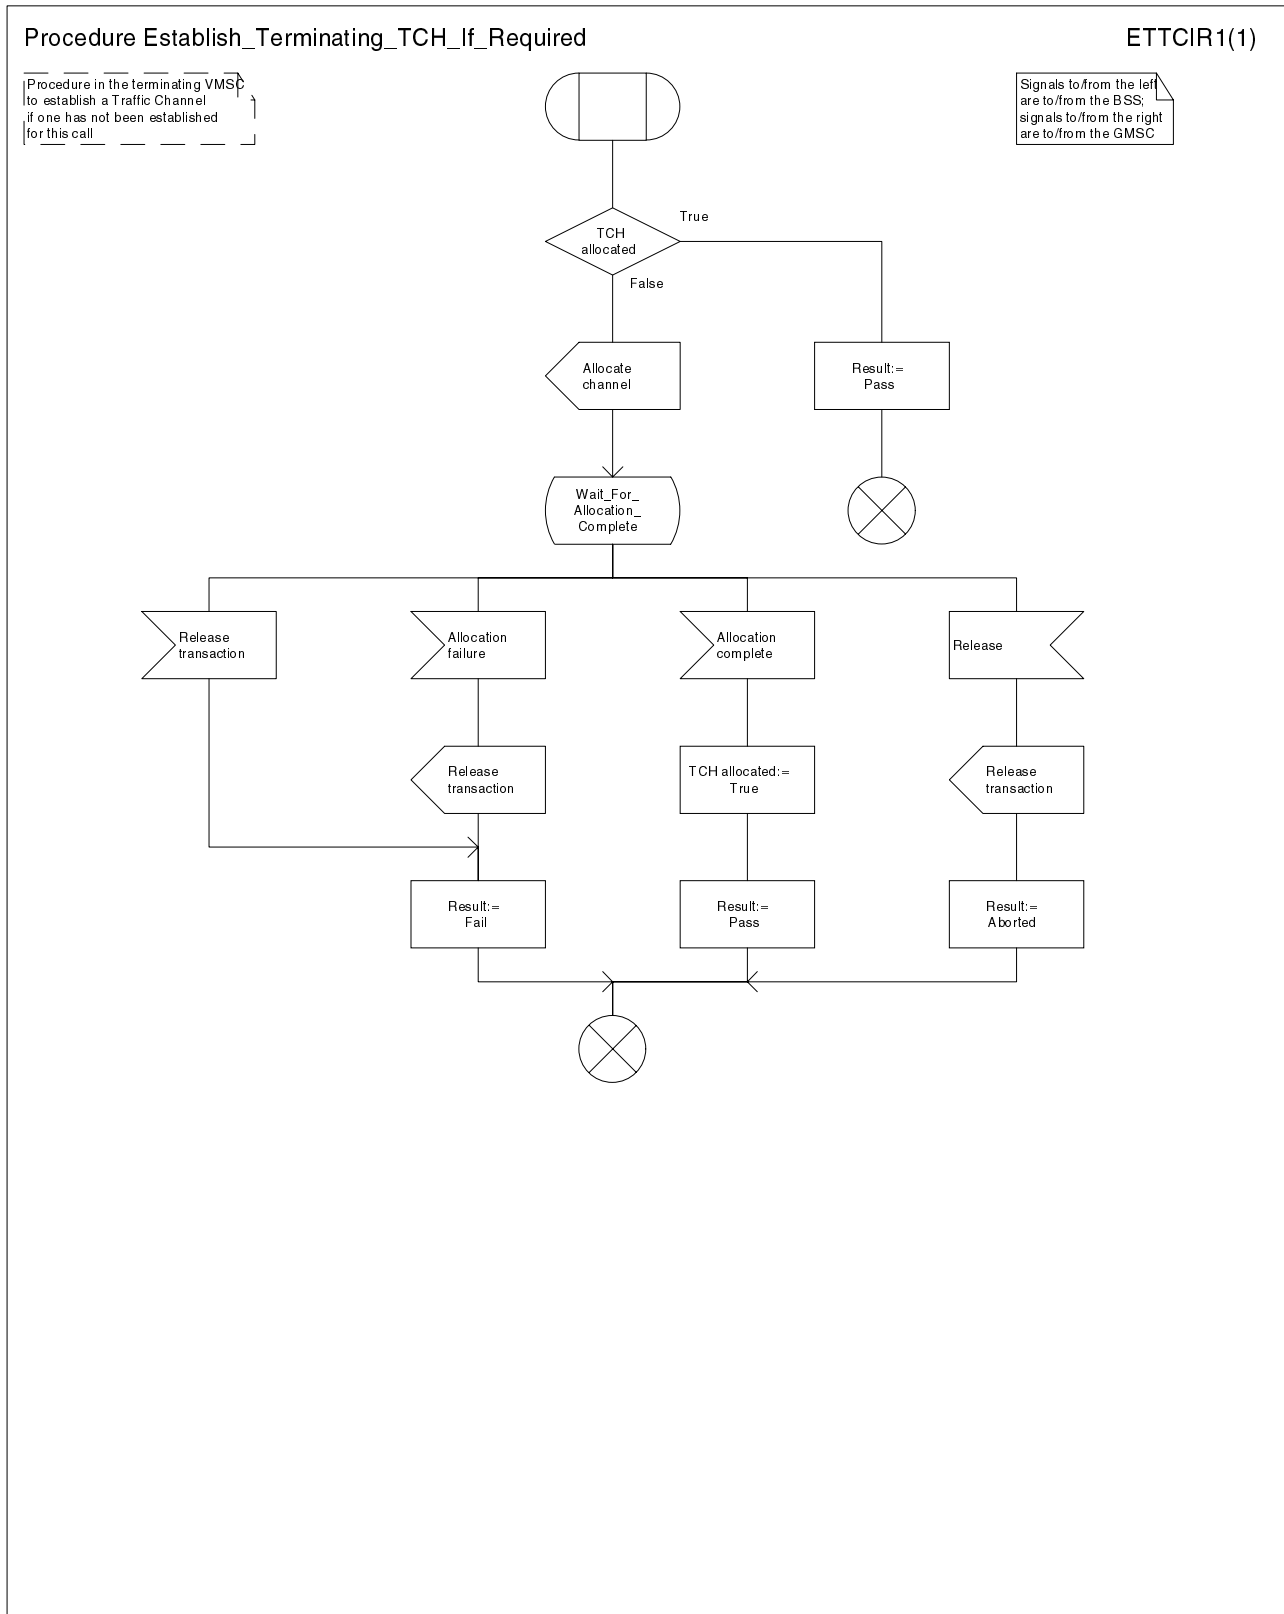 Procedure Establish_Terminating_TCH_If_Required
ETTCIR1(1)
Procedure in the terminating VMSC
to establish a Traffic Channel
if one has not been established
for this call
Signals to/from the left
are to/from the BSS;
signals to/from the right
are to/from the GMSC
TCH
allocated
True
False
Allocate
channel
Result:=
Pass
Wait_For_
Allocation_
Complete
Release
transaction
Allocation
failure
Allocation
complete
Release
Release
transaction
TCH allocated:=
True
Release
transaction
Result:=
Fail
Result:=
Pass
Result:=
Aborted